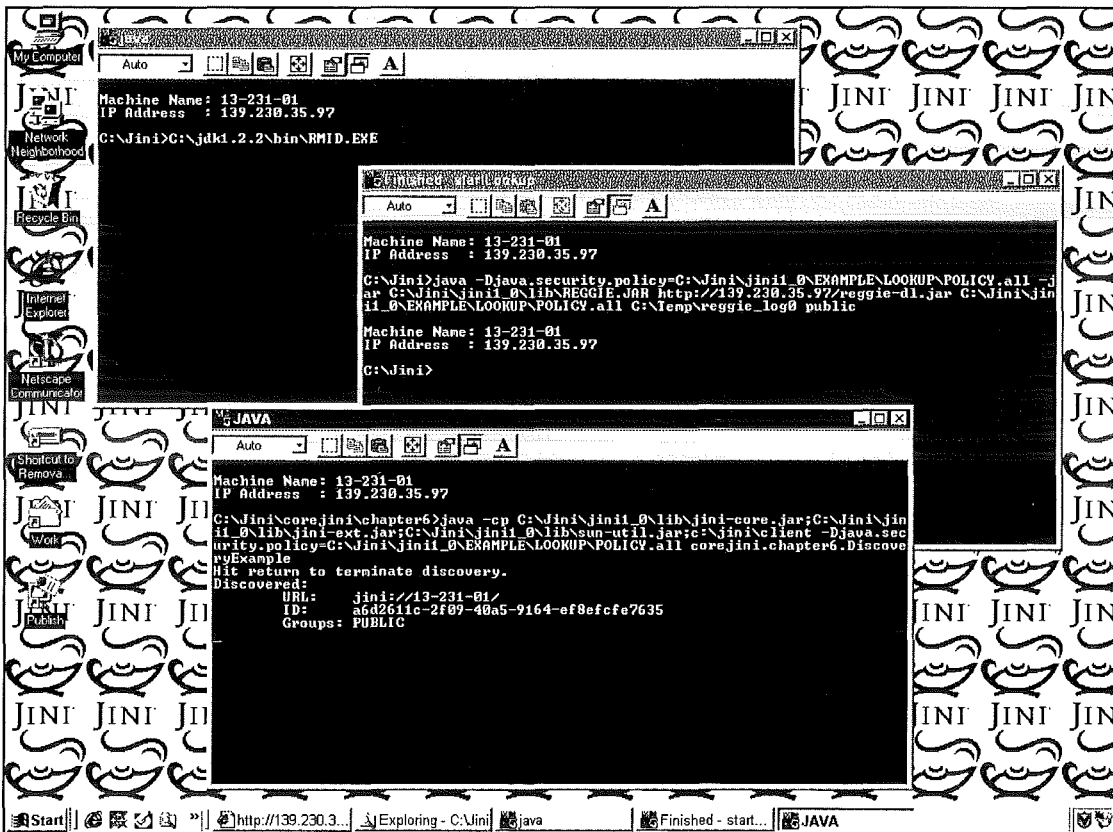 My Computer
Network
Neighborhood
Recycle Bin
Internet
Explorer
Netscape
Communicator
Shortcut to
Remova...
Work
Publish
JINI JINI JINI
Auto
A
Machine Name: 13-231-01
IP Address  : 139.230.35.97
C:\Jini>C:\jdk1.2.2\bin\RMID.EXE
Auto
A
Machine Name: 13-231-01
IP Address  : 139.230.35.97
C:\Jini>java -Djava.security.policy=C:\Jini\jini1_0\EXAMPLE\LOOKUP\POLICY.all -j
ar C:\Jini\jini1_0\lib\REGGIE.JAR http://139.230.35.97/reggie-dl.jar C:\Jini\jin
i1_0\EXAMPLE\LOOKUP\POLICY.all C:\Temp\reggie_log0 public
Machine Name: 13-231-01
IP Address  : 139.230.35.97
C:\Jini>
JAVA
Auto
A
Machine Name: 13-231-01
IP Address  : 139.230.35.97
C:\Jini\corejini\chapter6>java -cp C:\Jini\jini1_0\lib\jini-core.jar;C:\Jini\jin
i1_0\lib\jini-ext.jar;C:\Jini\jini1_0\lib\sun-util.jar;c:\jini\client -Djava.sec
urity.policy=C:\Jini\jini1_0\EXAMPLE\LOOKUP\POLICY.all corejini.chapter6.Discove
ryExample
Hit return to terminate discovery.
Discovered:
URL: jini://13-231-01/
ID: a6d2611c-2f09-40a5-9164-ef8efcfe7635
Groups: PUBLIC
JINI JINI JINI
JINI JINI JINI
Start
http://139.230.3...
Exploring - C:\Jini
java
Finished - start...
JAVA